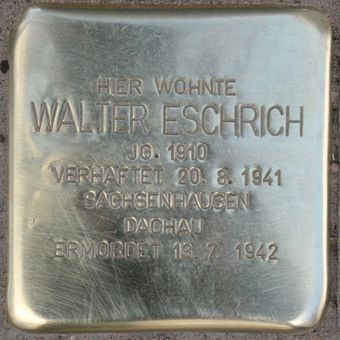 HIER WOHNTE
WALTER ESCHRICH
JG. 1910
VERHAFTET 20. 8. 1941
SACHSENHAUSEN
DACHAU
ERMORDET 13. 7. 1942